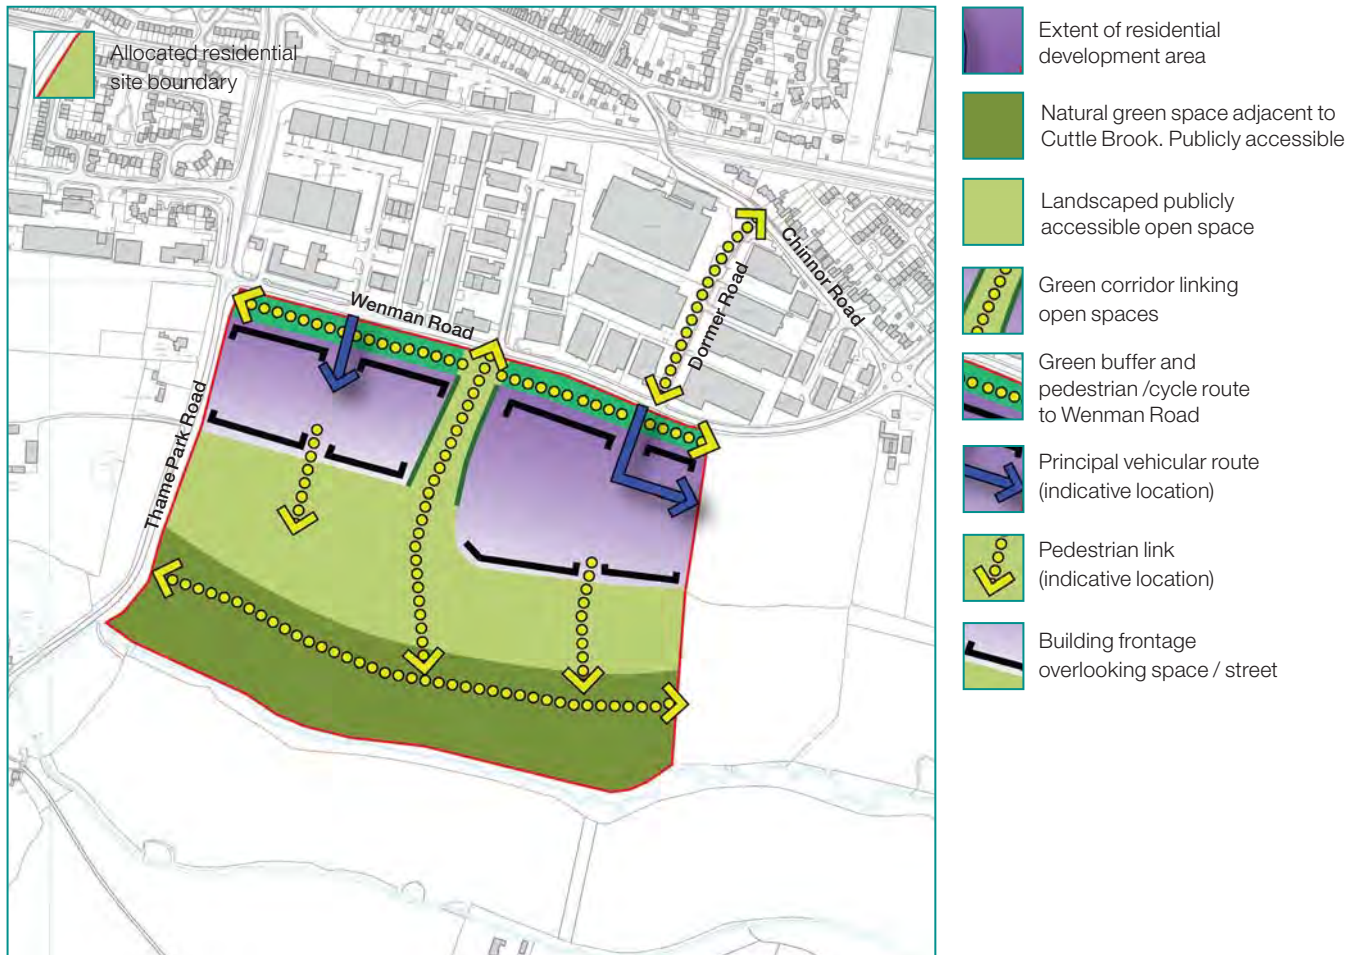 Allocated residential
site boundary
Wenman Road
Dormer Road
Chinnor Road
Thame Park Road
Extent of residential
development area
Natural green space adjacent to
Cuttle Brook. Publicly accessible
Landscaped publicly
accessible open space
Green corridor linking
open spaces
Green buffer and
pedestrian /cycle route
to Wenman Road
Principal vehicular route
(indicative location)
Pedestrian link
(indicative location)
Building frontage
overlooking space / street